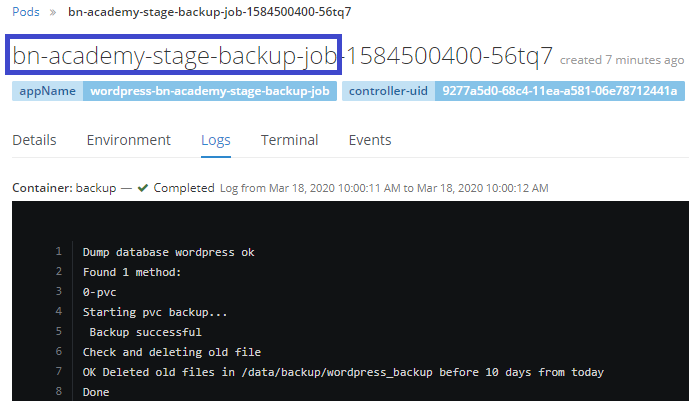 Pods » bn-academy-stage-backup-job-1584500400-56tq7
bn-academy-stage-backup-job-1584500400-56tq7 created 7 minutes ago
appName wordpress-bn-academy-stage-backup-job controller-uid 9277a5d0-68c4-11ea-a581-06e78712441a
Details Environment Logs Terminal Events
Container: backup — ✔ Completed Log from Mar 18, 2020 10:00:11 AM to Mar 18, 2020 10:00:12 AM
1 Dump database wordpress ok
2 Found 1 method:
3 0-pvc
4 Starting pvc backup...
5 Backup successful
6 Check and deleting old file
7 OK Deleted old files in /data/backup/wordpress_backup before 10 days from today
8 Done